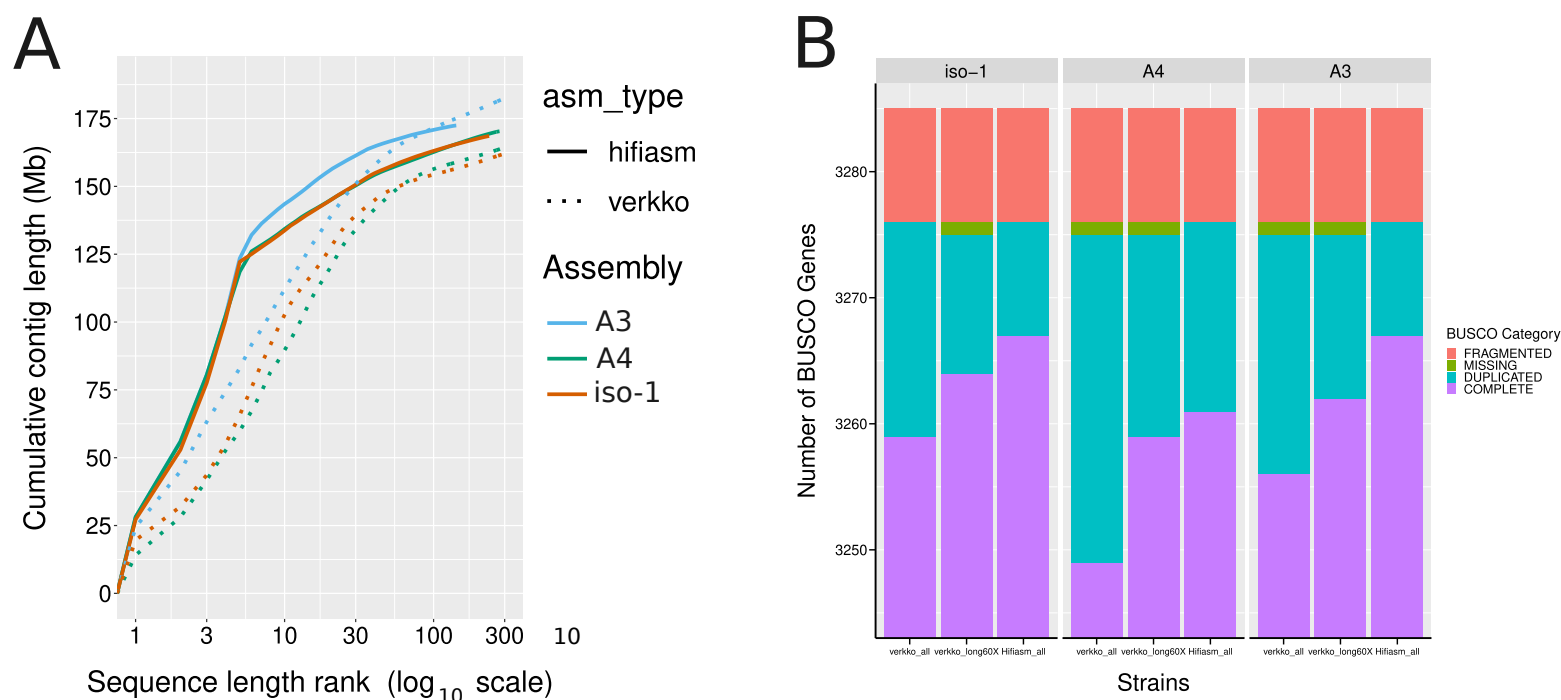 A
Cumulative contig length (Mb)
175
150
125
100
75
50
25
0
1 3 10 30 100 300 10
Sequence length rank (log10 scale)
asm_type
hifiasm
verkko
Assembly
A3
A4
iso-1
B
iso−1 A4 A3
Number of BUSCO Genes
3280
3270
3260
3250
verkko_all verkko_long60X Hifiasm_all verkko_all verkko_long60X Hifiasm_all verkko_all verkko_long60X Hifiasm_all
Strains
BUSCO Category
FRAGMENTED
MISSING
DUPLICATED
COMPLETE